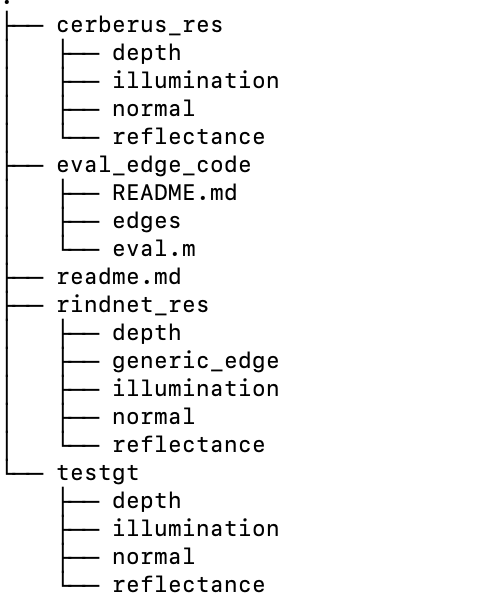 .
├── cerberus_res
│   ├── depth
│   ├── illumination
│   ├── normal
│   └── reflectance
├── eval_edge_code
│   ├── README.md
│   ├── edges
│   └── eval.m
├── readme.md
├── rindnet_res
│   ├── depth
│   ├── generic_edge
│   ├── illumination
│   ├── normal
│   └── reflectance
└── testgt
    ├── depth
    ├── illumination
    ├── normal
    └── reflectance